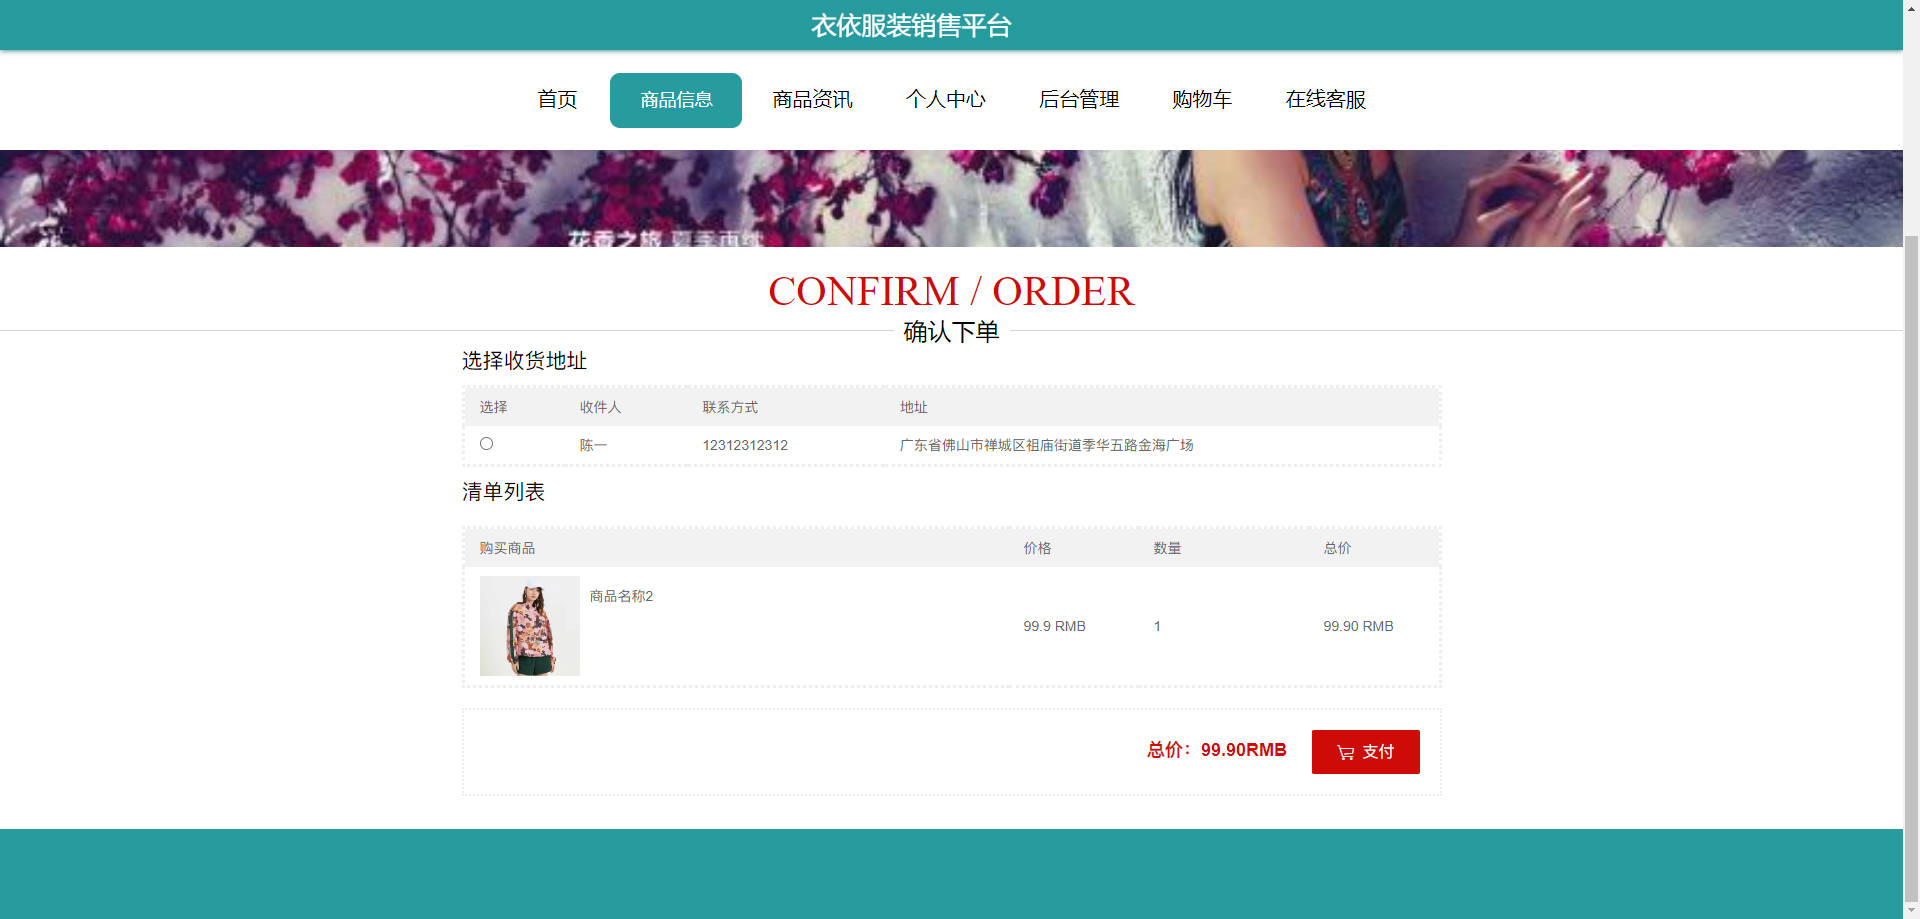 衣依服装销售平台
首页 商品信息 商品资讯 个人中心 后台管理 购物车 在线客服
花香之旅 夏季再续
CONFIRM / ORDER
确认下单
选择收货地址
选择 收件人 联系方式 地址
陈一 12312312312 广东省佛山市禅城区祖庙街道季华五路金海广场
清单列表
购买商品 价格 数量 总价
商品名称2
99.9 RMB 1 99.90 RMB
总价：99.90RMB 支付